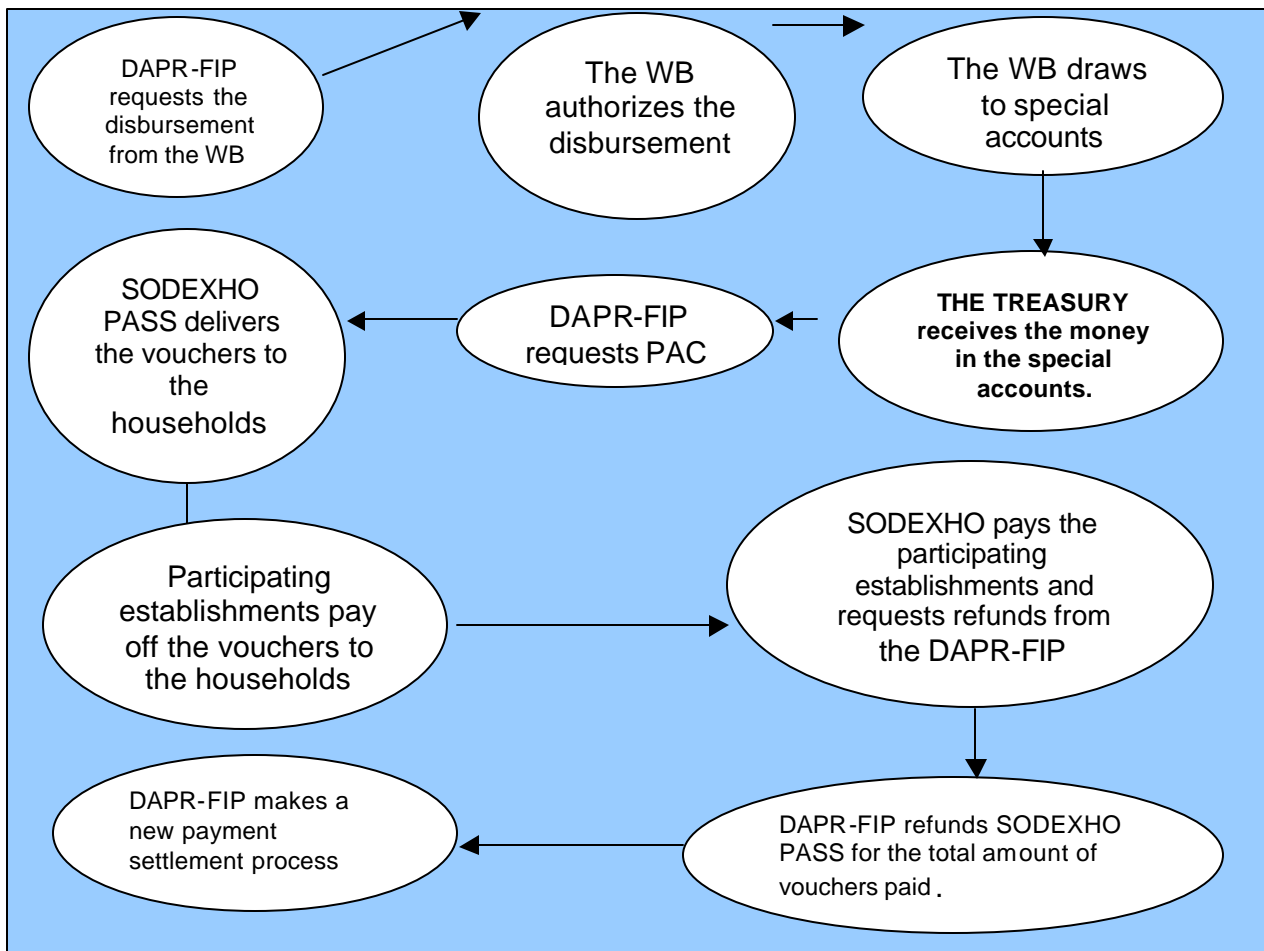 DAPR-FIP
requests the
disbursement
from the WB
The WB
authorizes the
disbursement
The WB draws
to special
accounts
THE TREASURY
receives the money
in the special
accounts.
DAPR-FIP
requests PAC
SODEXHO
PASS delivers
the vouchers to
the
households
Participating
establishments pay
off the vouchers to
the households
SODEXHO pays the
participating
establishments and
requests refunds from
the DAPR-FIP
DAPR-FIP refunds SODEXHO
PASS for the total amount of
vouchers paid.
DAPR-FIP makes a
new payment
settlement process